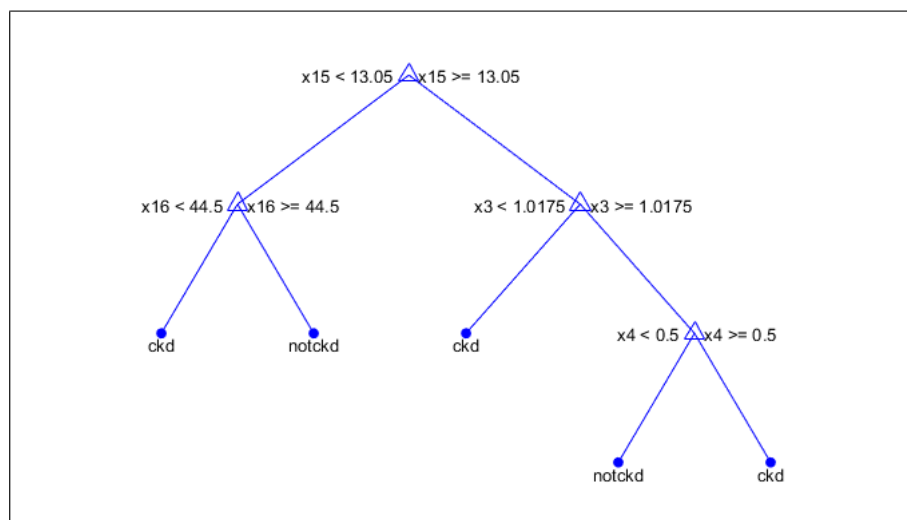 x15 < 13.05 x15 >= 13.05
x16 < 44.5 x16 >= 44.5
x3 < 1.0175 x3 >= 1.0175
ckd
notckd
ckd
x4 < 0.5 x4 >= 0.5
notckd
ckd